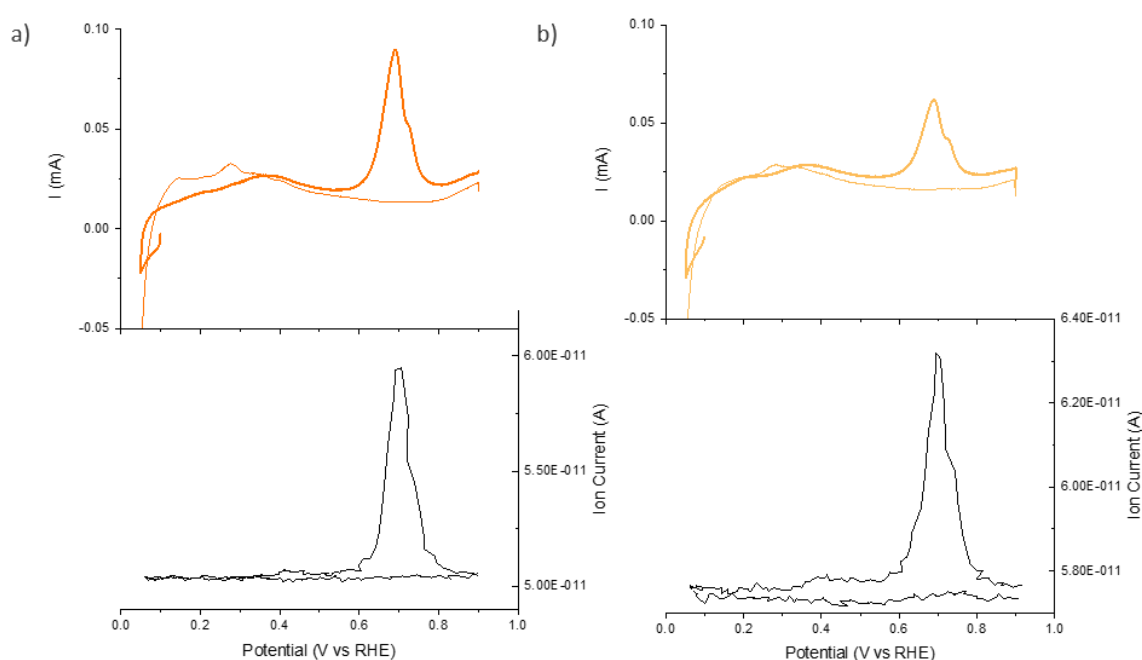 a)
0.10
0.05
0.00
-0.05
I (mA)
6.00E-011
5.50E-011
5.00E-011
Ion Current (A)
0.0 0.2 0.4 0.6 0.8 1.0
Potential (V vs RHE)
b)
0.10
0.05
0.00
-0.05
I (mA)
6.40E-011
6.20E-011
6.00E-011
5.80E-011
Ion Current (A)
0.0 0.2 0.4 0.6 0.8 1.0
Potential (V vs RHE)